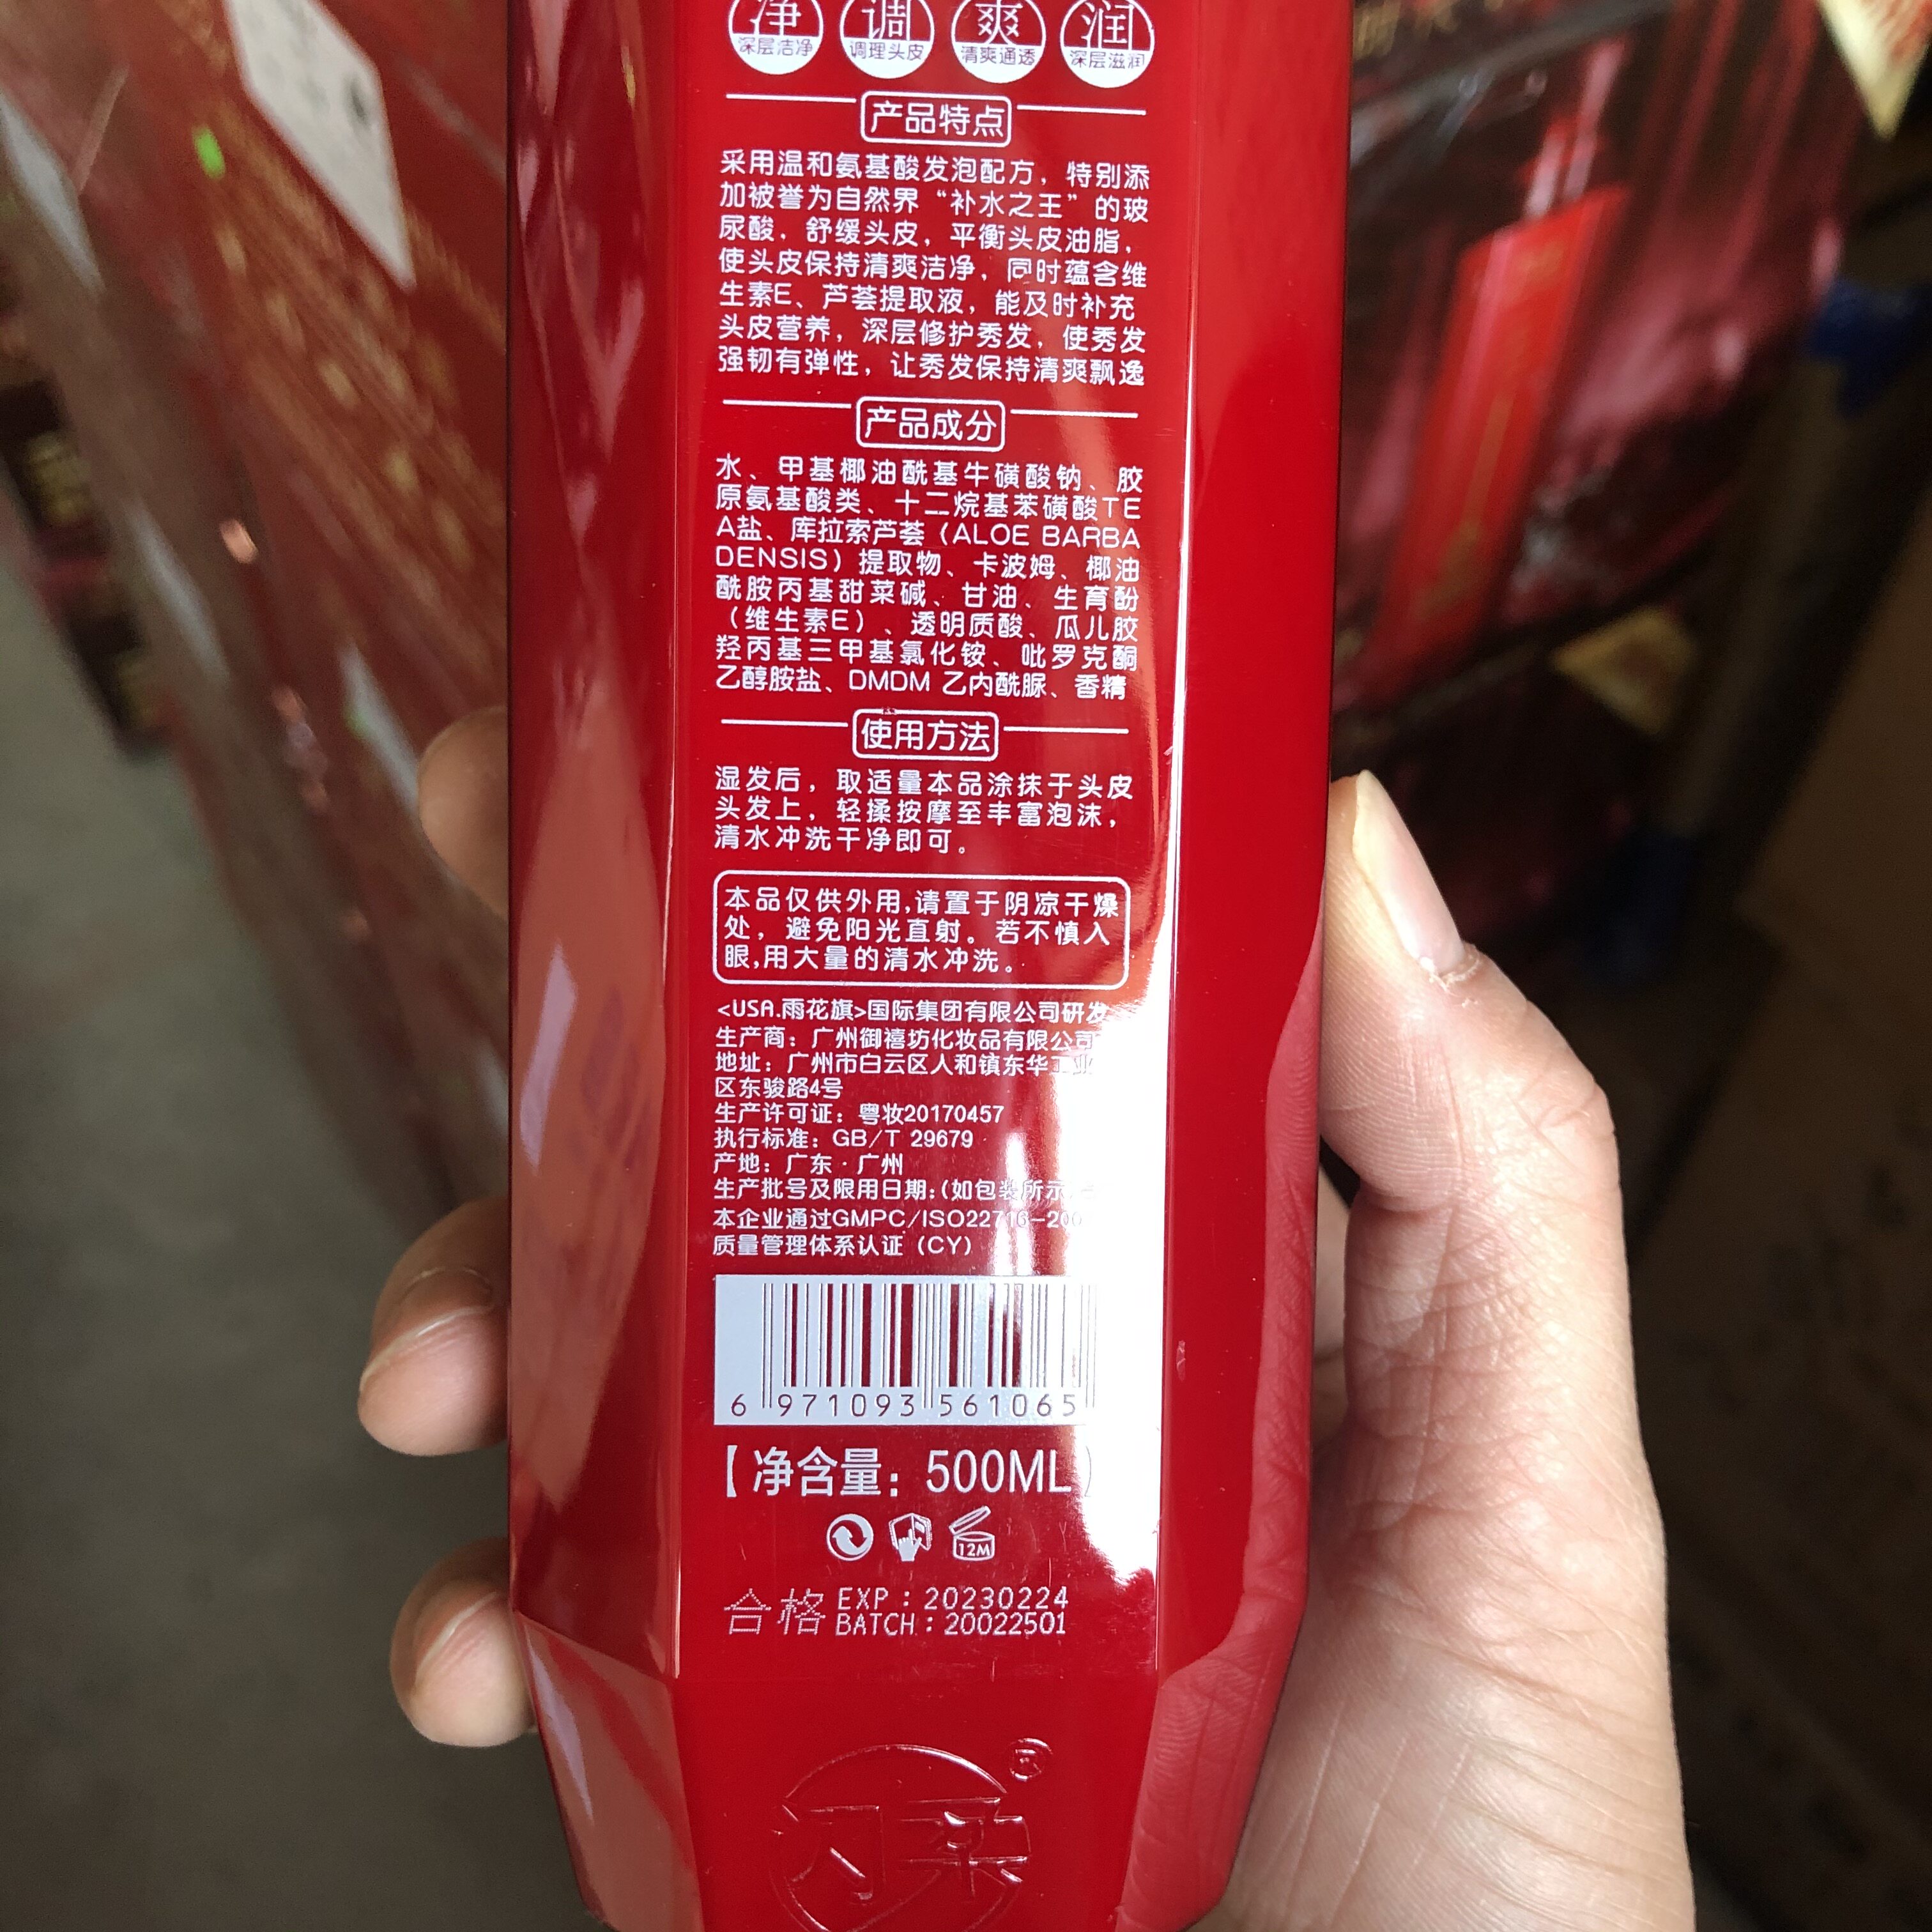 净 调 爽 润
深层洁净 调理头皮 清爽通透 深层滋润
产品特点
采用温和氨基酸发泡配方，特别添
加被誉为自然界“补水之王”的玻
尿酸，舒缓头皮，平衡头皮油脂，
使头皮保持清爽洁净，同时蕴含维
生素E、芦荟提取液，能及时补充
头皮营养，深层修护秀发，使秀发
强韧有弹性，让秀发保持清爽飘逸
产品成分
水、甲基椰油酰基牛磺酸钠、胶
原氨基酸类、十二烷基苯磺酸TE
A盐、库拉索芦荟（ALOE BARBA
DENSIS）提取物、卡波姆、椰油
酰胺丙基甜菜碱、甘油、生育酚
（维生素E）、透明质酸、瓜儿胶
羟丙基三甲基氯化铵、吡罗克酮
乙醇胺盐、DMDM 乙内酰脲、香精
使用方法
湿发后，取适量本品涂抹于头皮
头发上，轻揉按摩至丰富泡沫，
清水冲洗干净即可。
本品仅供外用,请置于阴凉干燥
处，避免阳光直射。若不慎入
眼,用大量的清水冲洗。
<USA.雨花旗>国际集团有限公司研发
生产商：广州御禧坊化妆品有限公司
地址：广州市白云区人和镇东华工业
区东骏路4号
生产许可证：粤妆20170457
执行标准：GB/T 29679
产地：广东·广州
生产批号及限用日期:(如包装所示
本企业通过GMPC/ISO22716-200
质量管理体系认证（CY）
6 971093 561065
【净含量：500ML】
12M
合格 EXP：20230224
BATCH：20022501
®